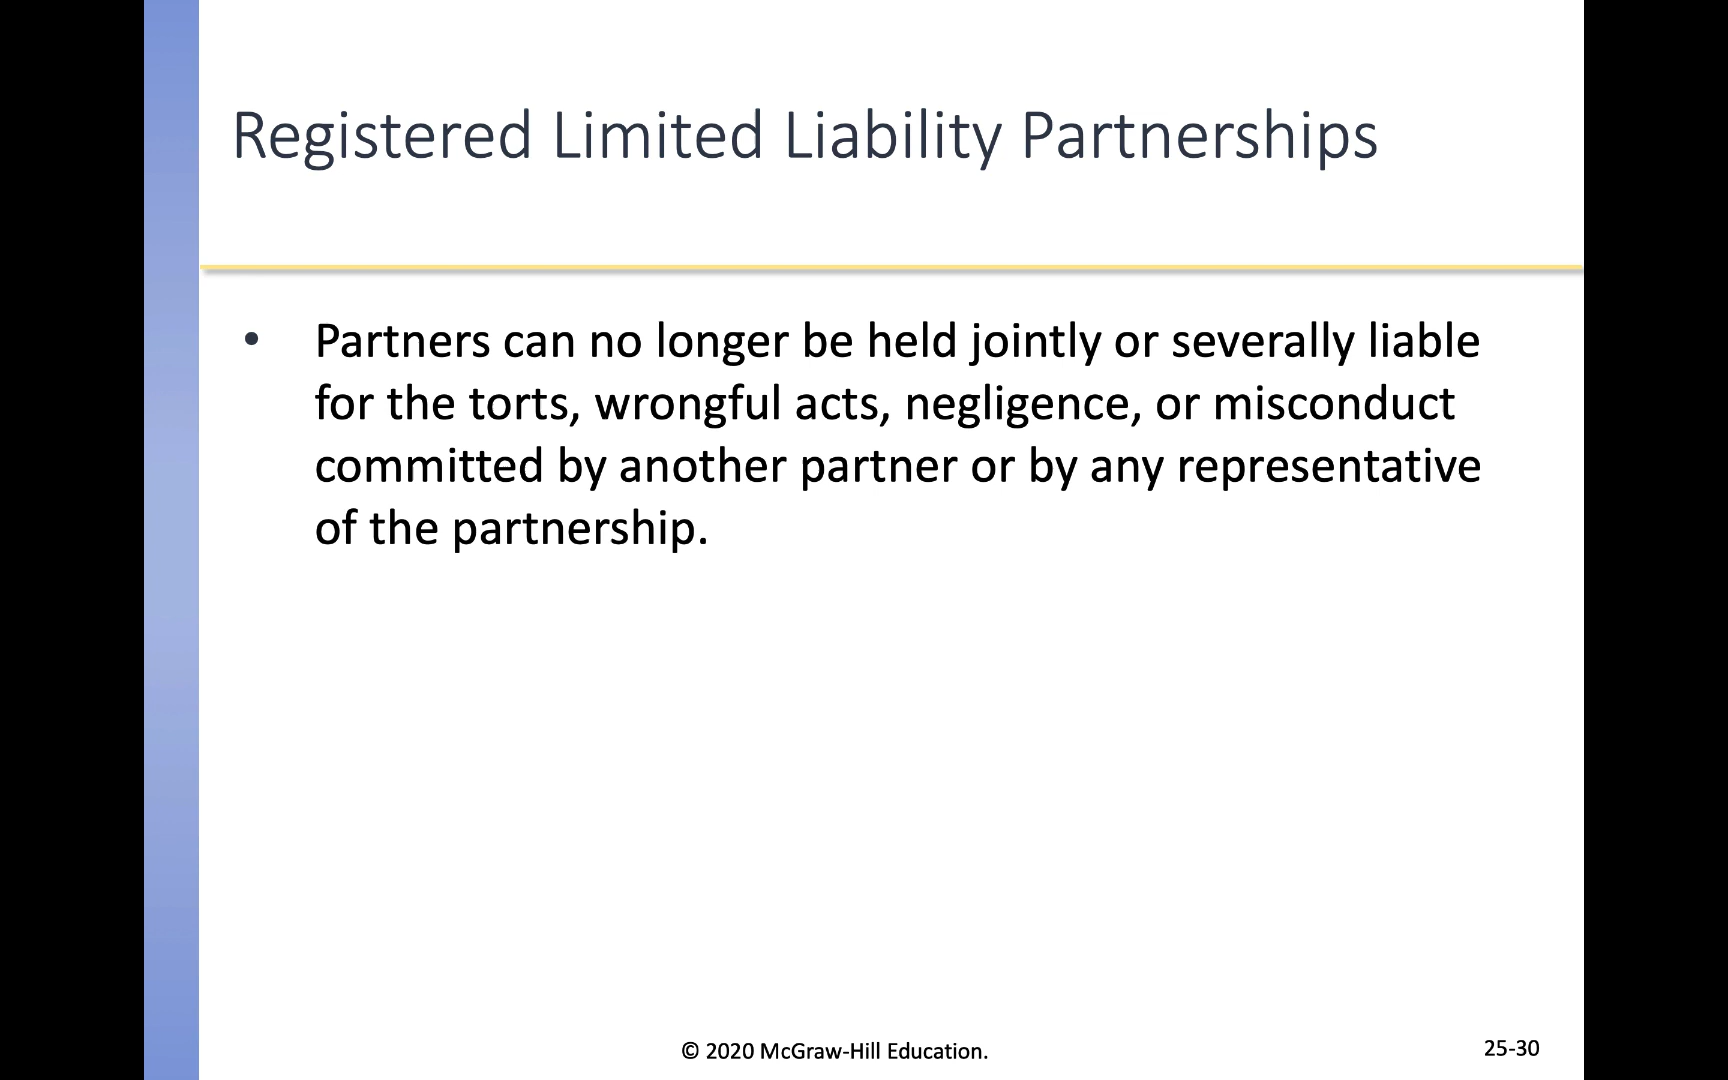 Registered Limited Liability Partnerships
• Partners can no longer be held jointly or severally liable
for the torts, wrongful acts, negligence, or misconduct
committed by another partner or by any representative
of the partnership.
© 2020 McGraw-Hill Education.
25-30